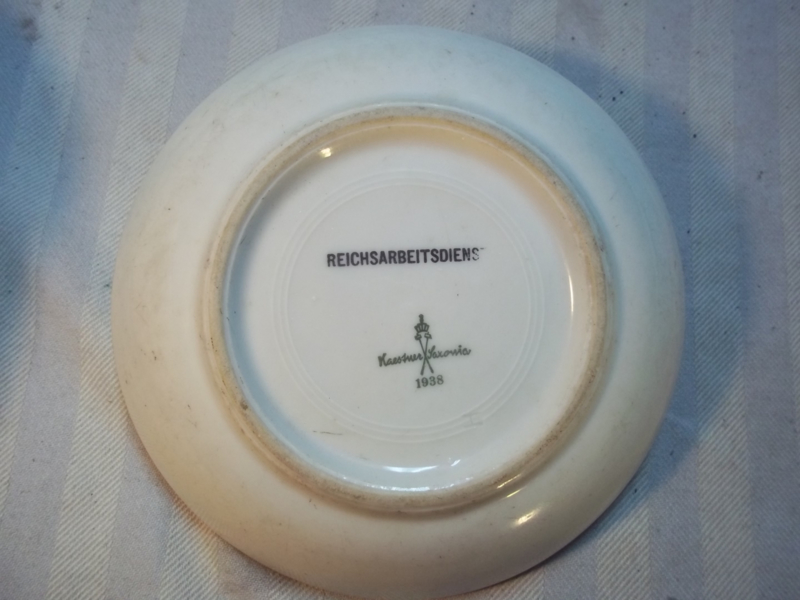 REICHSARBEITSDIENST
Kaestner Saxonia
1938